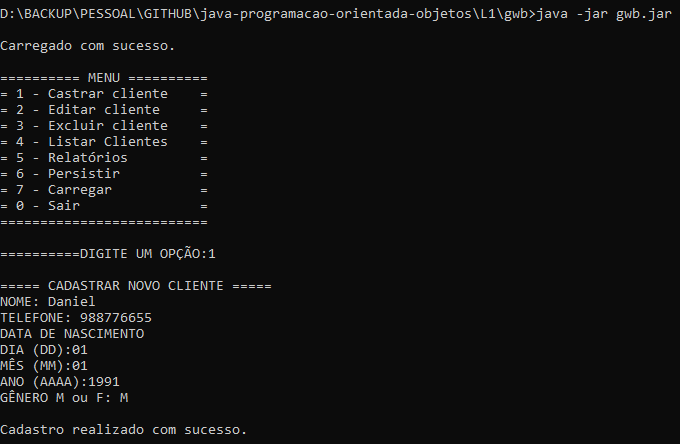 D:\BACKUP\PESSOAL\GITHUB\java-programacao-orientada-objetos\L1\gwb>java -jar gwb.jar
Carregado com sucesso.
========== MENU ==========
= 1 - Castrar cliente    =
= 2 - Editar cliente     =
= 3 - Excluir cliente    =
= 4 - Listar Clientes    =
= 5 - Relatórios         =
= 6 - Persistir          =
= 7 - Carregar           =
= 0 - Sair               =
==========================
==========DIGITE UM OPÇÃO:1
===== CADASTRAR NOVO CLIENTE =====
NOME: Daniel
TELEFONE: 988776655
DATA DE NASCIMENTO
DIA (DD):01
MÊS (MM):01
ANO (AAAA):1991
GÊNERO M ou F: M
Cadastro realizado com sucesso.